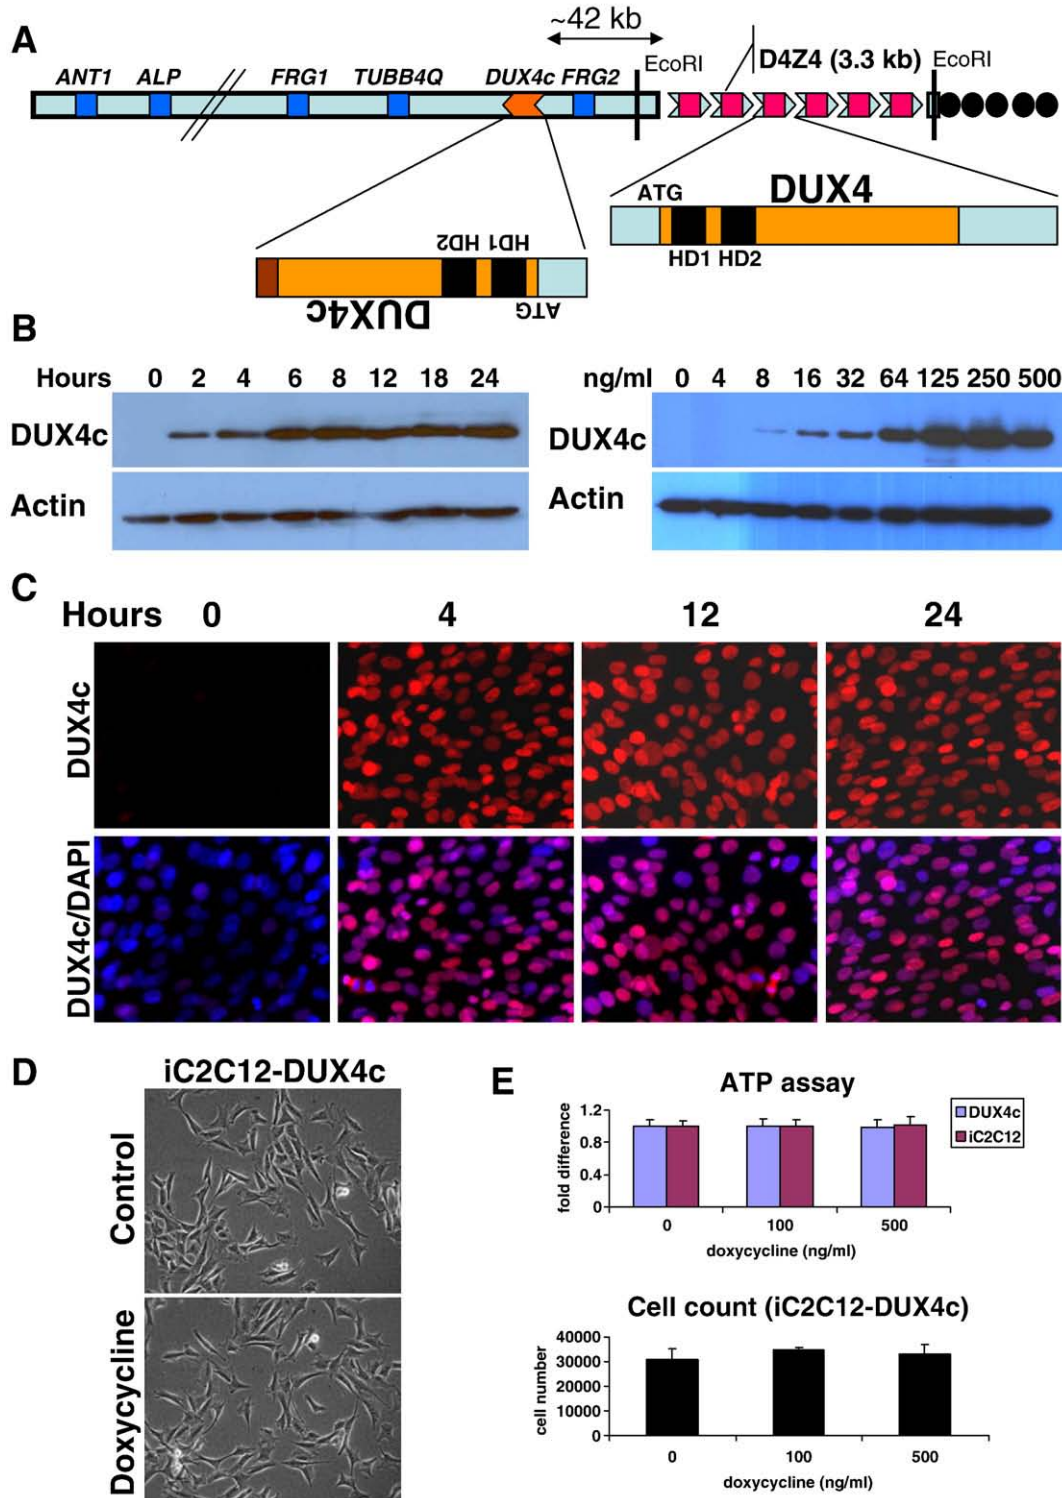 A
~42 kb
ANT1 ALP FRG1 TUBB4Q DUX4c FRG2 EcoRI D4Z4 (3.3 kb) EcoRI
ATG DUX4
HD1 HD2
HD2 HD1
DUX4c ATG
B
Hours 0 2 4 6 8 12 18 24
DUX4c
Actin
ng/ml 0 4 8 16 32 64 125 250 500
DUX4c
Actin
C
Hours 0 4 12 24
DUX4c
DUX4c/DAPI
D
iC2C12-DUX4c
Control
Doxycycline
E
ATP assay
fold difference
1.2
0.8
0.4
0
0 100 500
doxycycline (ng/ml)
DUX4c
iC2C12
Cell count (iC2C12-DUX4c)
cell number
40000
30000
20000
10000
0
0 100 500
doxycycline (ng/ml)